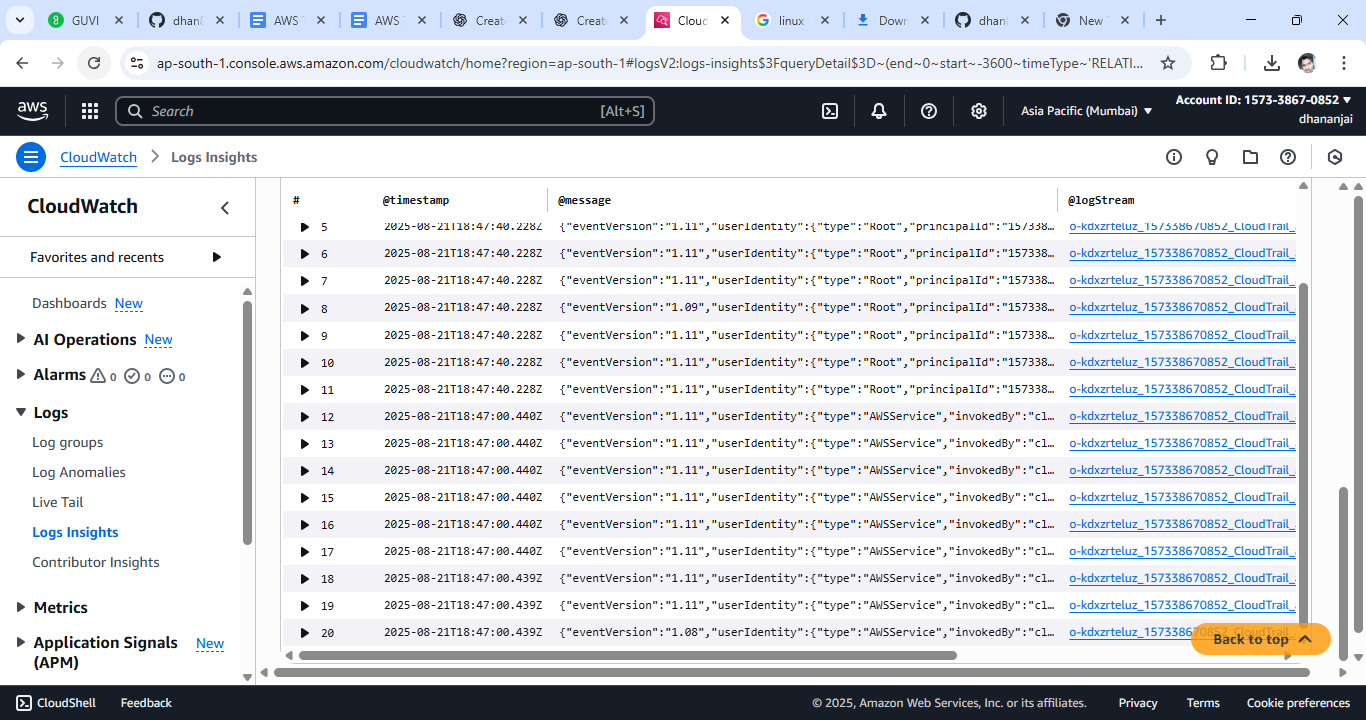 GUVI
dhan
AWS
AWS
Creat
Creat
Cloud
linux
Down
dhan
New
ap-south-1.console.aws.amazon.com/cloudwatch/home?region=ap-south-1#logsV2:logs-insights$3FqueryDetail$3D~(end~0~start~-3600~timeType~'RELATI...
aws
Search
[Alt+S]
Asia Pacific (Mumbai)
Account ID: 1573-3867-0852
dhananjai
CloudWatch
Logs Insights
CloudWatch
Favorites and recents
Dashboards New
AI Operations New
Alarms 0 0 0
Logs
Log groups
Log Anomalies
Live Tail
Logs Insights
Contributor Insights
Metrics
Application Signals New
(APM)
# @timestamp @message @logStream
5 2025-08-21T18:47:40.228Z {"eventVersion":"1.11","userIdentity":{"type":"Root","principalId":"157338… o-kdxzrteluz_157338670852_CloudTrail_
6 2025-08-21T18:47:40.228Z {"eventVersion":"1.11","userIdentity":{"type":"Root","principalId":"157338… o-kdxzrteluz_157338670852_CloudTrail_
7 2025-08-21T18:47:40.228Z {"eventVersion":"1.11","userIdentity":{"type":"Root","principalId":"157338… o-kdxzrteluz_157338670852_CloudTrail_
8 2025-08-21T18:47:40.228Z {"eventVersion":"1.09","userIdentity":{"type":"Root","principalId":"157338… o-kdxzrteluz_157338670852_CloudTrail_
9 2025-08-21T18:47:40.228Z {"eventVersion":"1.11","userIdentity":{"type":"Root","principalId":"157338… o-kdxzrteluz_157338670852_CloudTrail_
10 2025-08-21T18:47:40.228Z {"eventVersion":"1.11","userIdentity":{"type":"Root","principalId":"157338… o-kdxzrteluz_157338670852_CloudTrail_
11 2025-08-21T18:47:40.228Z {"eventVersion":"1.11","userIdentity":{"type":"Root","principalId":"157338… o-kdxzrteluz_157338670852_CloudTrail_
12 2025-08-21T18:47:00.440Z {"eventVersion":"1.11","userIdentity":{"type":"AWSService","invokedBy":"cl… o-kdxzrteluz_157338670852_CloudTrail_
13 2025-08-21T18:47:00.440Z {"eventVersion":"1.11","userIdentity":{"type":"AWSService","invokedBy":"cl… o-kdxzrteluz_157338670852_CloudTrail_
14 2025-08-21T18:47:00.440Z {"eventVersion":"1.11","userIdentity":{"type":"AWSService","invokedBy":"cl… o-kdxzrteluz_157338670852_CloudTrail_
15 2025-08-21T18:47:00.440Z {"eventVersion":"1.11","userIdentity":{"type":"AWSService","invokedBy":"cl… o-kdxzrteluz_157338670852_CloudTrail_
16 2025-08-21T18:47:00.440Z {"eventVersion":"1.11","userIdentity":{"type":"AWSService","invokedBy":"cl… o-kdxzrteluz_157338670852_CloudTrail_
17 2025-08-21T18:47:00.440Z {"eventVersion":"1.11","userIdentity":{"type":"AWSService","invokedBy":"cl… o-kdxzrteluz_157338670852_CloudTrail_
18 2025-08-21T18:47:00.439Z {"eventVersion":"1.11","userIdentity":{"type":"AWSService","invokedBy":"cl… o-kdxzrteluz_157338670852_CloudTrail_
19 2025-08-21T18:47:00.439Z {"eventVersion":"1.11","userIdentity":{"type":"AWSService","invokedBy":"cl… o-kdxzrteluz_157338670852_CloudTrail_
20 2025-08-21T18:47:00.439Z {"eventVersion":"1.08","userIdentity":{"type":"AWSService","invokedBy":"cl… o-kdxzrteluz_157338670852_CloudTrail_
Back to top
CloudShell
Feedback
© 2025, Amazon Web Services, Inc. or its affiliates.
Privacy
Terms
Cookie preferences